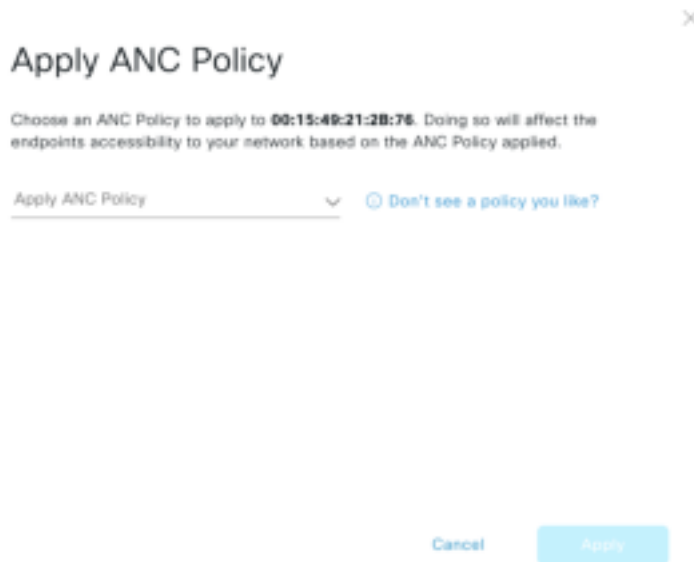 Apply ANC Policy
Choose an ANC Policy to apply to 00:15:49:21:2B:76. Doing so will affect the
endpoints accessibility to your network based on the ANC Policy applied.
Apply ANC Policy
Don't see a policy you like?
Cancel
Apply